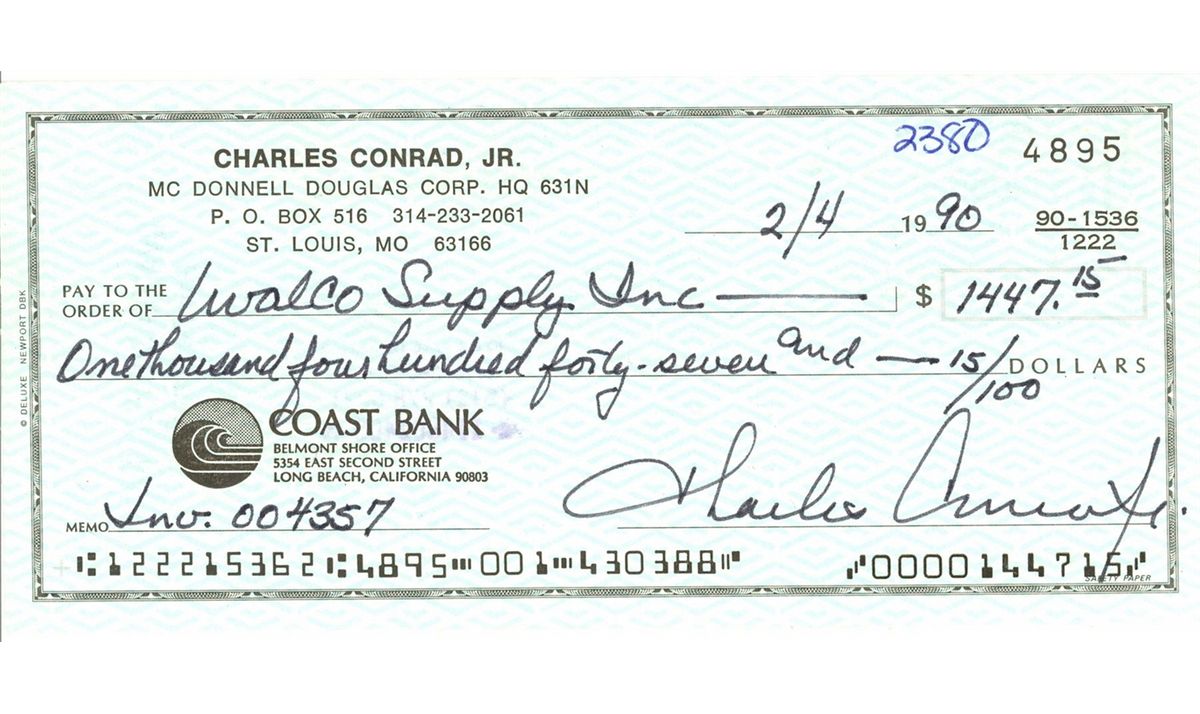 2380 4895
CHARLES CONRAD, JR.
MC DONNELL DOUGLAS CORP. HQ 631N
P. O. BOX 516 314-233-2061
ST. LOUIS, MO 63166
2/4 1990
90-1536
1222
PAY TO THE
ORDER OF Walco Supply Inc $ 1447.15
One thousand four hundred forty-seven and — 15/100 DOLLARS
COAST BANK
BELMONT SHORE OFFICE
5354 EAST SECOND STREET
LONG BEACH, CALIFORNIA 90803
MEMO Inv. 004357
Charles Conrad Jr.
⑆122215362⑆4895⑉001⑉430388⑈ ⑈0000144715⑈
SAFETY PAPER
© DELUXE NEWPORT DBK